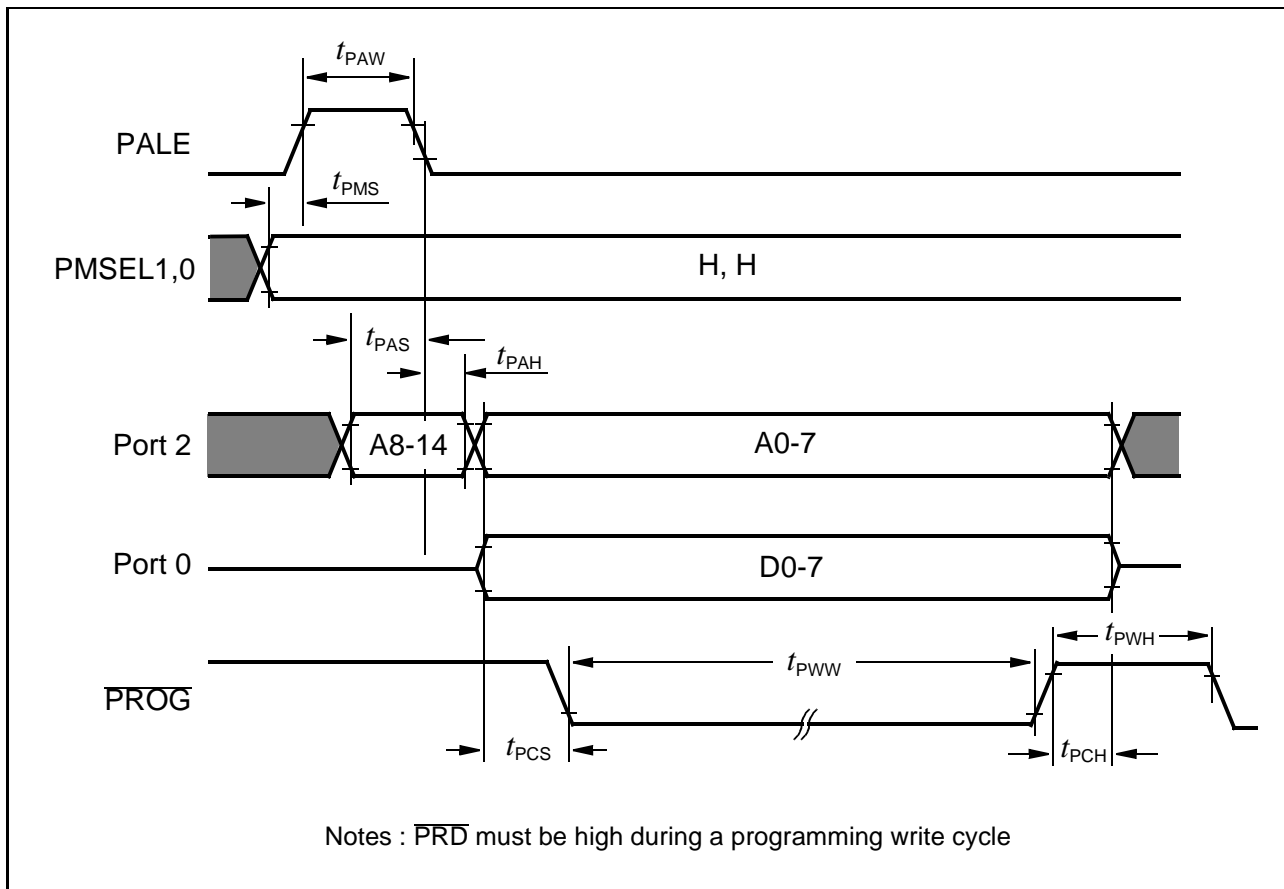 tPAW
PALE
tPMS
PMSEL1,0
H, H
tPAS
tPAH
Port 2
A8-14
A0-7
Port 0
D0-7
tPWH
tPWW
PROG
tPCS
tPCH
Notes : PRD must be high during a programming write cycle